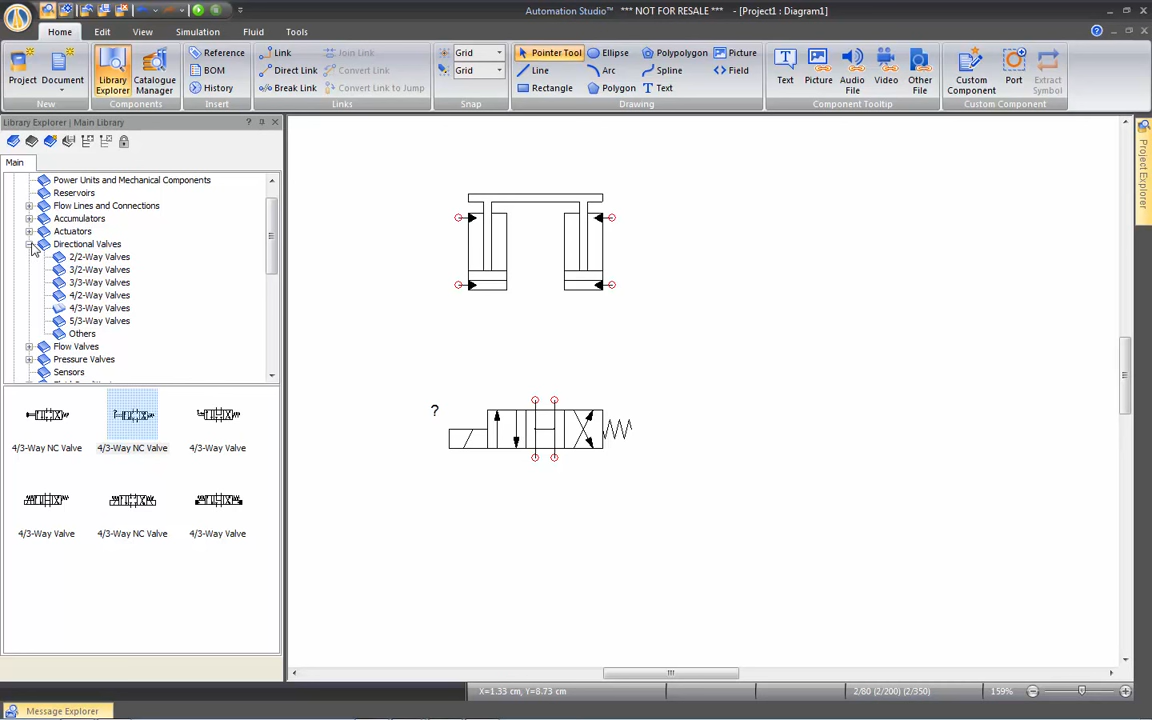 Automation Studio™ *** NOT FOR RESALE *** - [Project1 : Diagram1]
Home Edit View Simulation Fluid Tools
Project
Document
New
Library Explorer
Catalogue Manager
Components
Reference
BOM
History
Insert
Link
Direct Link
Break Link
Join Link
Convert Link
Convert Link to Jump
Links
Grid
Grid
Snap
Pointer Tool
Line
Rectangle
Ellipse
Arc
Polygon
Polypolygon
Spline
Text
Picture
Field
Drawing
Text
Picture
Audio File
Video
Other File
Component Tooltip
Custom Component
Port
Extract Symbol
Custom Component
Library Explorer | Main Library
Main
Power Units and Mechanical Components
Reservoirs
Flow Lines and Connections
Accumulators
Actuators
Directional Valves
2/2-Way Valves
3/2-Way Valves
3/3-Way Valves
4/2-Way Valves
4/3-Way Valves
5/3-Way Valves
Others
Flow Valves
Pressure Valves
Sensors
4/3-Way NC Valve 4/3-Way NC Valve 4/3-Way Valve
4/3-Way Valve 4/3-Way NC Valve 4/3-Way Valve
?
Project Explorer
X=1.33 cm, Y=8.73 cm
2/80 (2/200) (2/350)
159%
Message Explorer